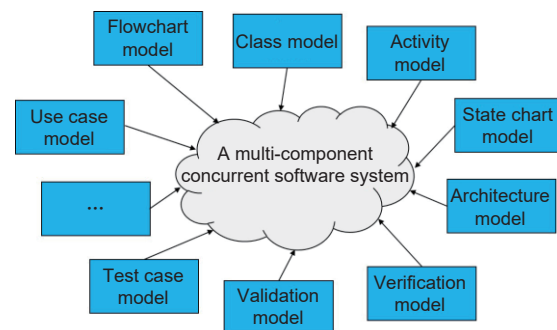 Flowchart
model
Class model
Activity
model
Use case
model
State chart
model
A multi-component
concurrent software system
...
Architecture
model
Test case
model
Validation
model
Verification
model